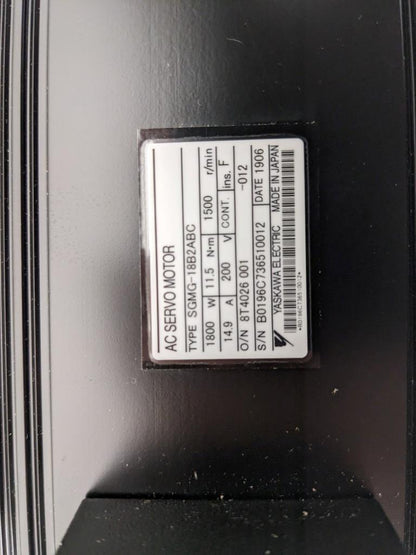 AC SERVO MOTOR
TYPE SGMG-18B2ABC
1800 W 11.5 N·m 1500 r/min
14.9 A 200 V CONT. Ins. F
O/N 8T4026 001 -012
S/N B0196C736510012 DATE 1906
YASKAWA ELECTRIC MADE IN JAPAN